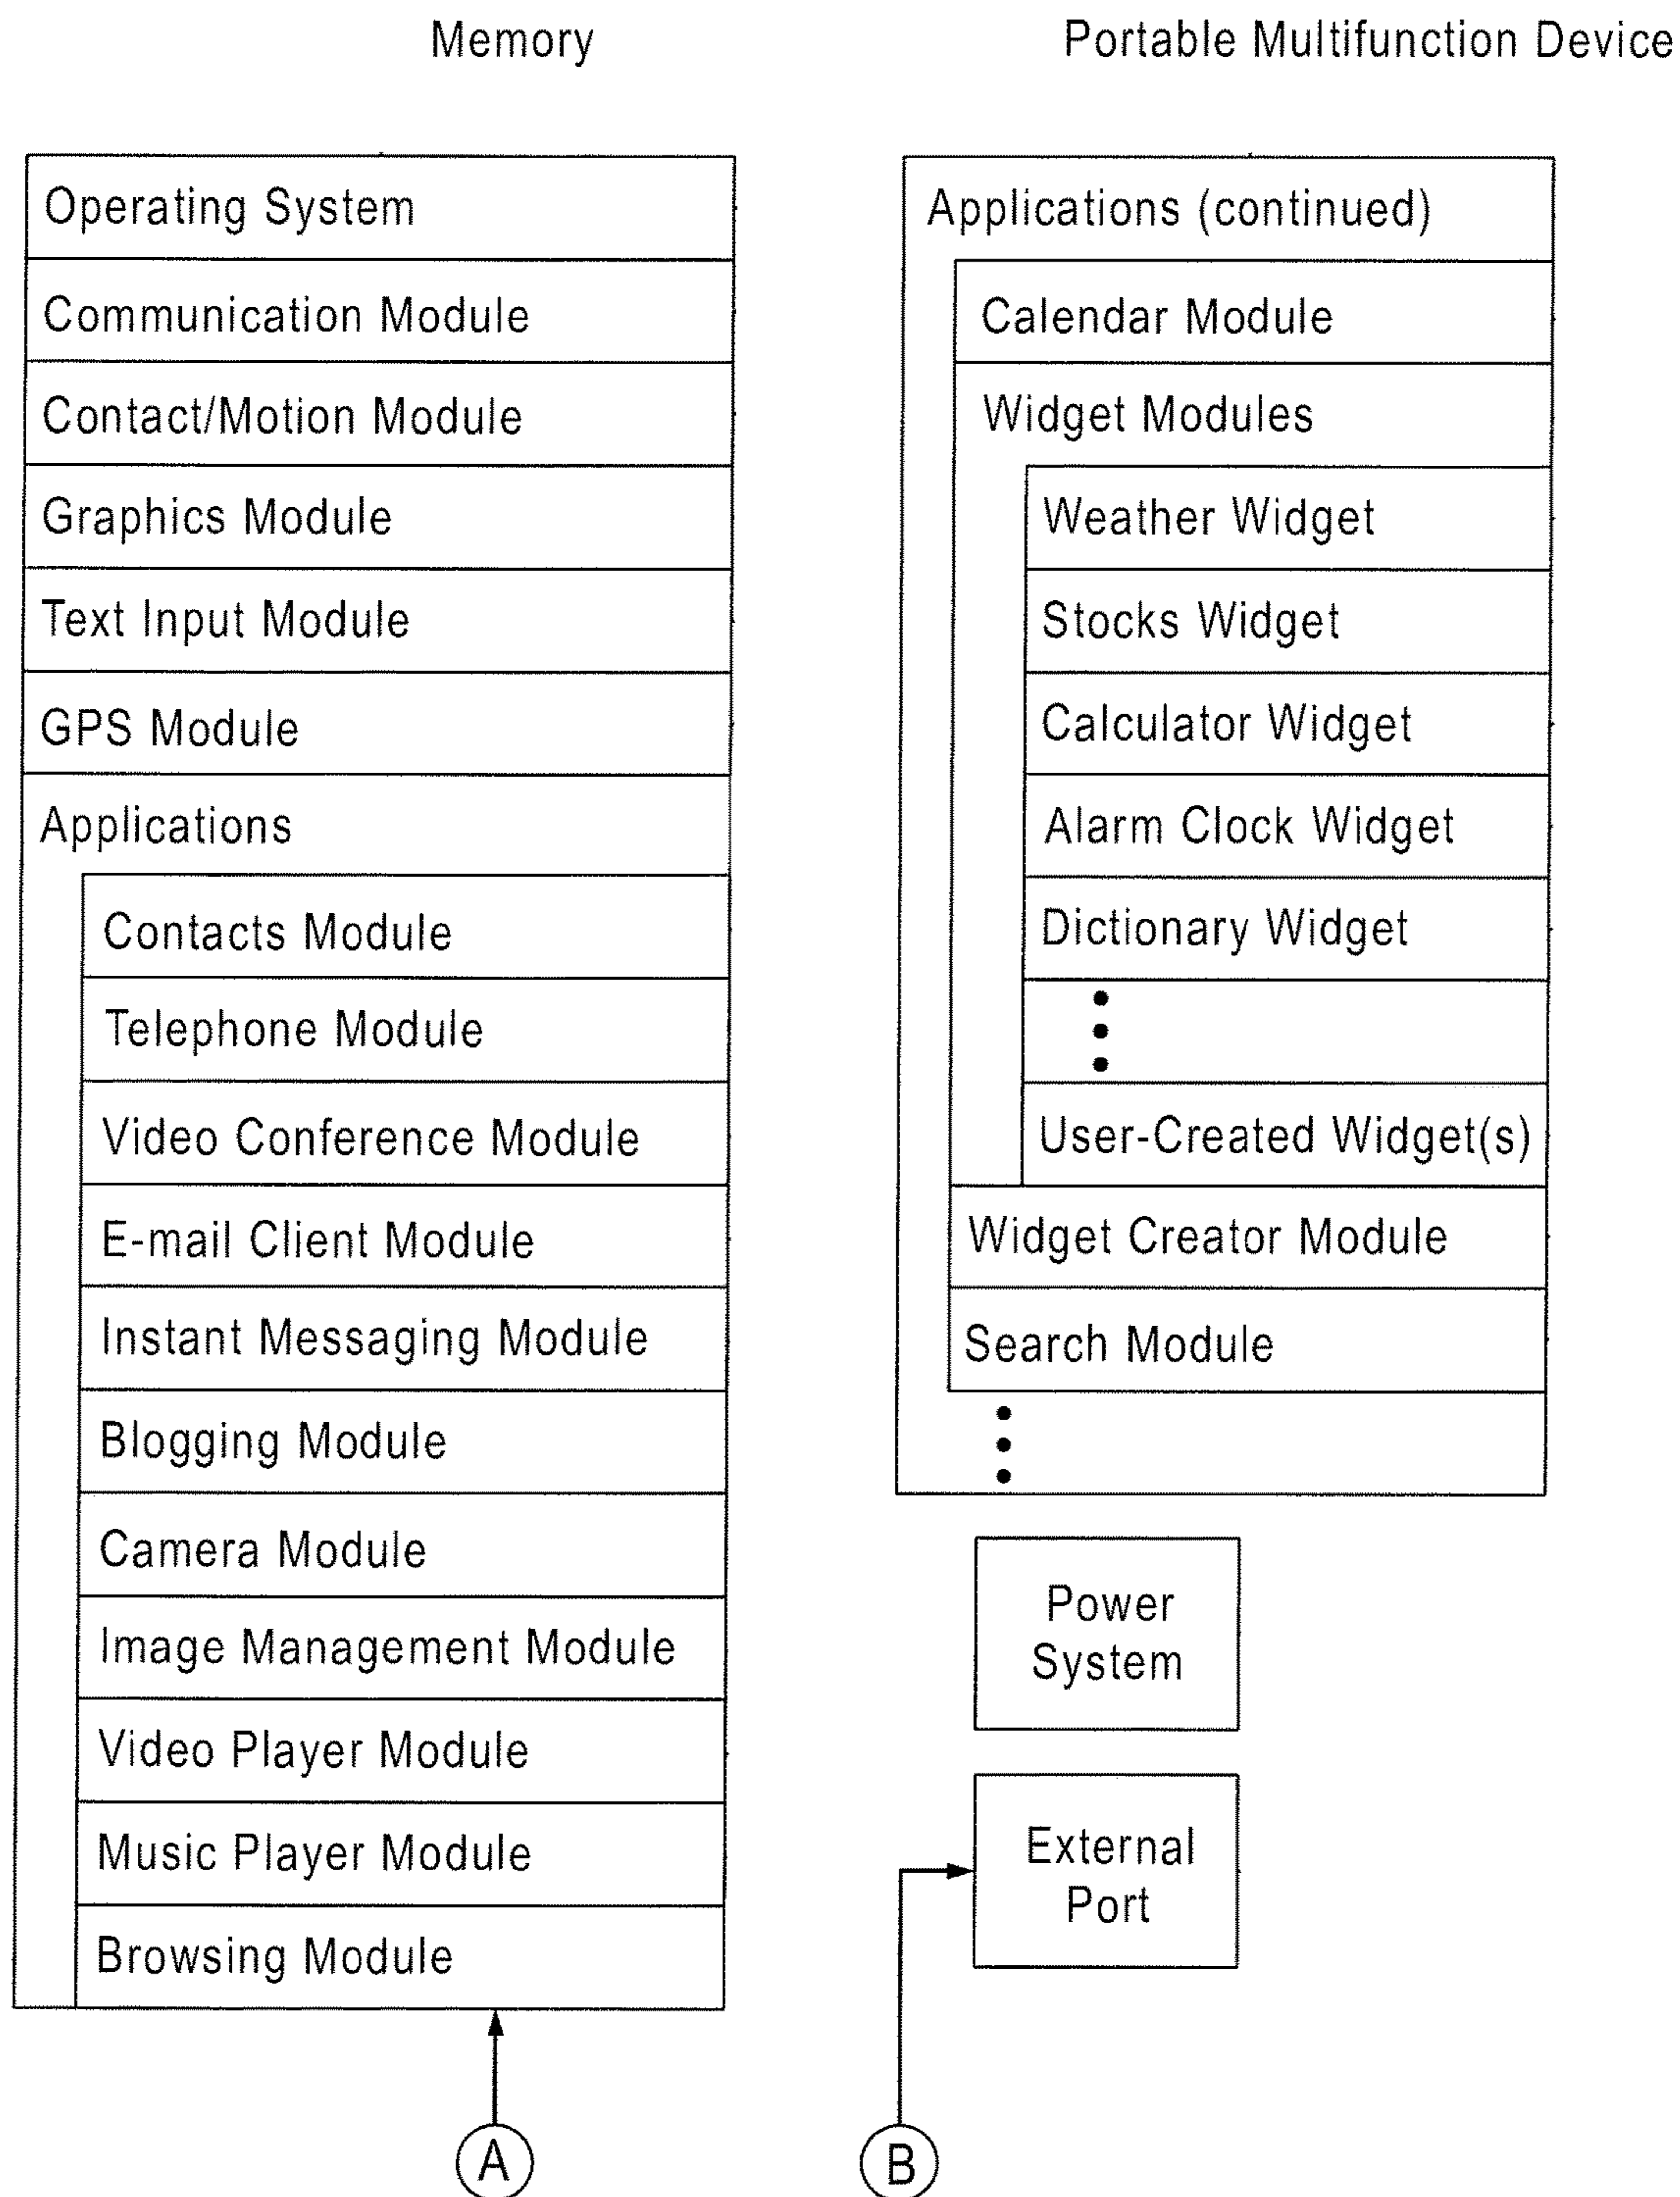 Memory
Portable Multifunction Device
Operating System
Communication Module
Contact/Motion Module
Graphics Module
Text Input Module
GPS Module
Applications
Contacts Module
Telephone Module
Video Conference Module
E-mail Client Module
Instant Messaging Module
Blogging Module
Camera Module
Image Management Module
Video Player Module
Music Player Module
Browsing Module
A
Applications (continued)
Calendar Module
Widget Modules
Weather Widget
Stocks Widget
Calculator Widget
Alarm Clock Widget
Dictionary Widget
User-Created Widget(s)
Widget Creator Module
Search Module
Power
System
External
Port
B